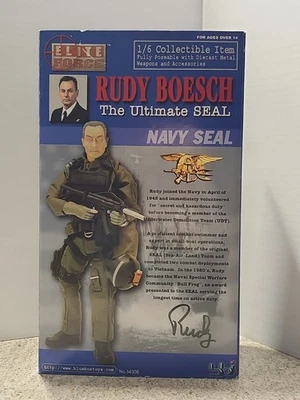 FOR AGES OVER 14
ELITE
FORCE
1/6 Collectible Item
Fully Poseable with Diecast Metal
Weapons and Accessories
RUDY BOESCH
The Ultimate SEAL
NAVY SEAL
Rudy joined the Navy in April of
1945 and immediately volunteered
for "secret and hazardous duty"
before becoming a member of the
Underwater Demolition Team (UDT).
A proficient combat swimmer and
expert in small boat operations,
Rudy was a member of the original
SEAL (Sea-Air-Land) Team and
completed two combat deployments
to Vietnam. In the 1980's, Rudy
became the Naval Special Warfare
Community "Bull Frog", an award
presented to the SEAL serving the
longest time on active duty.
Rudy
http://www.blueboxtoys.com